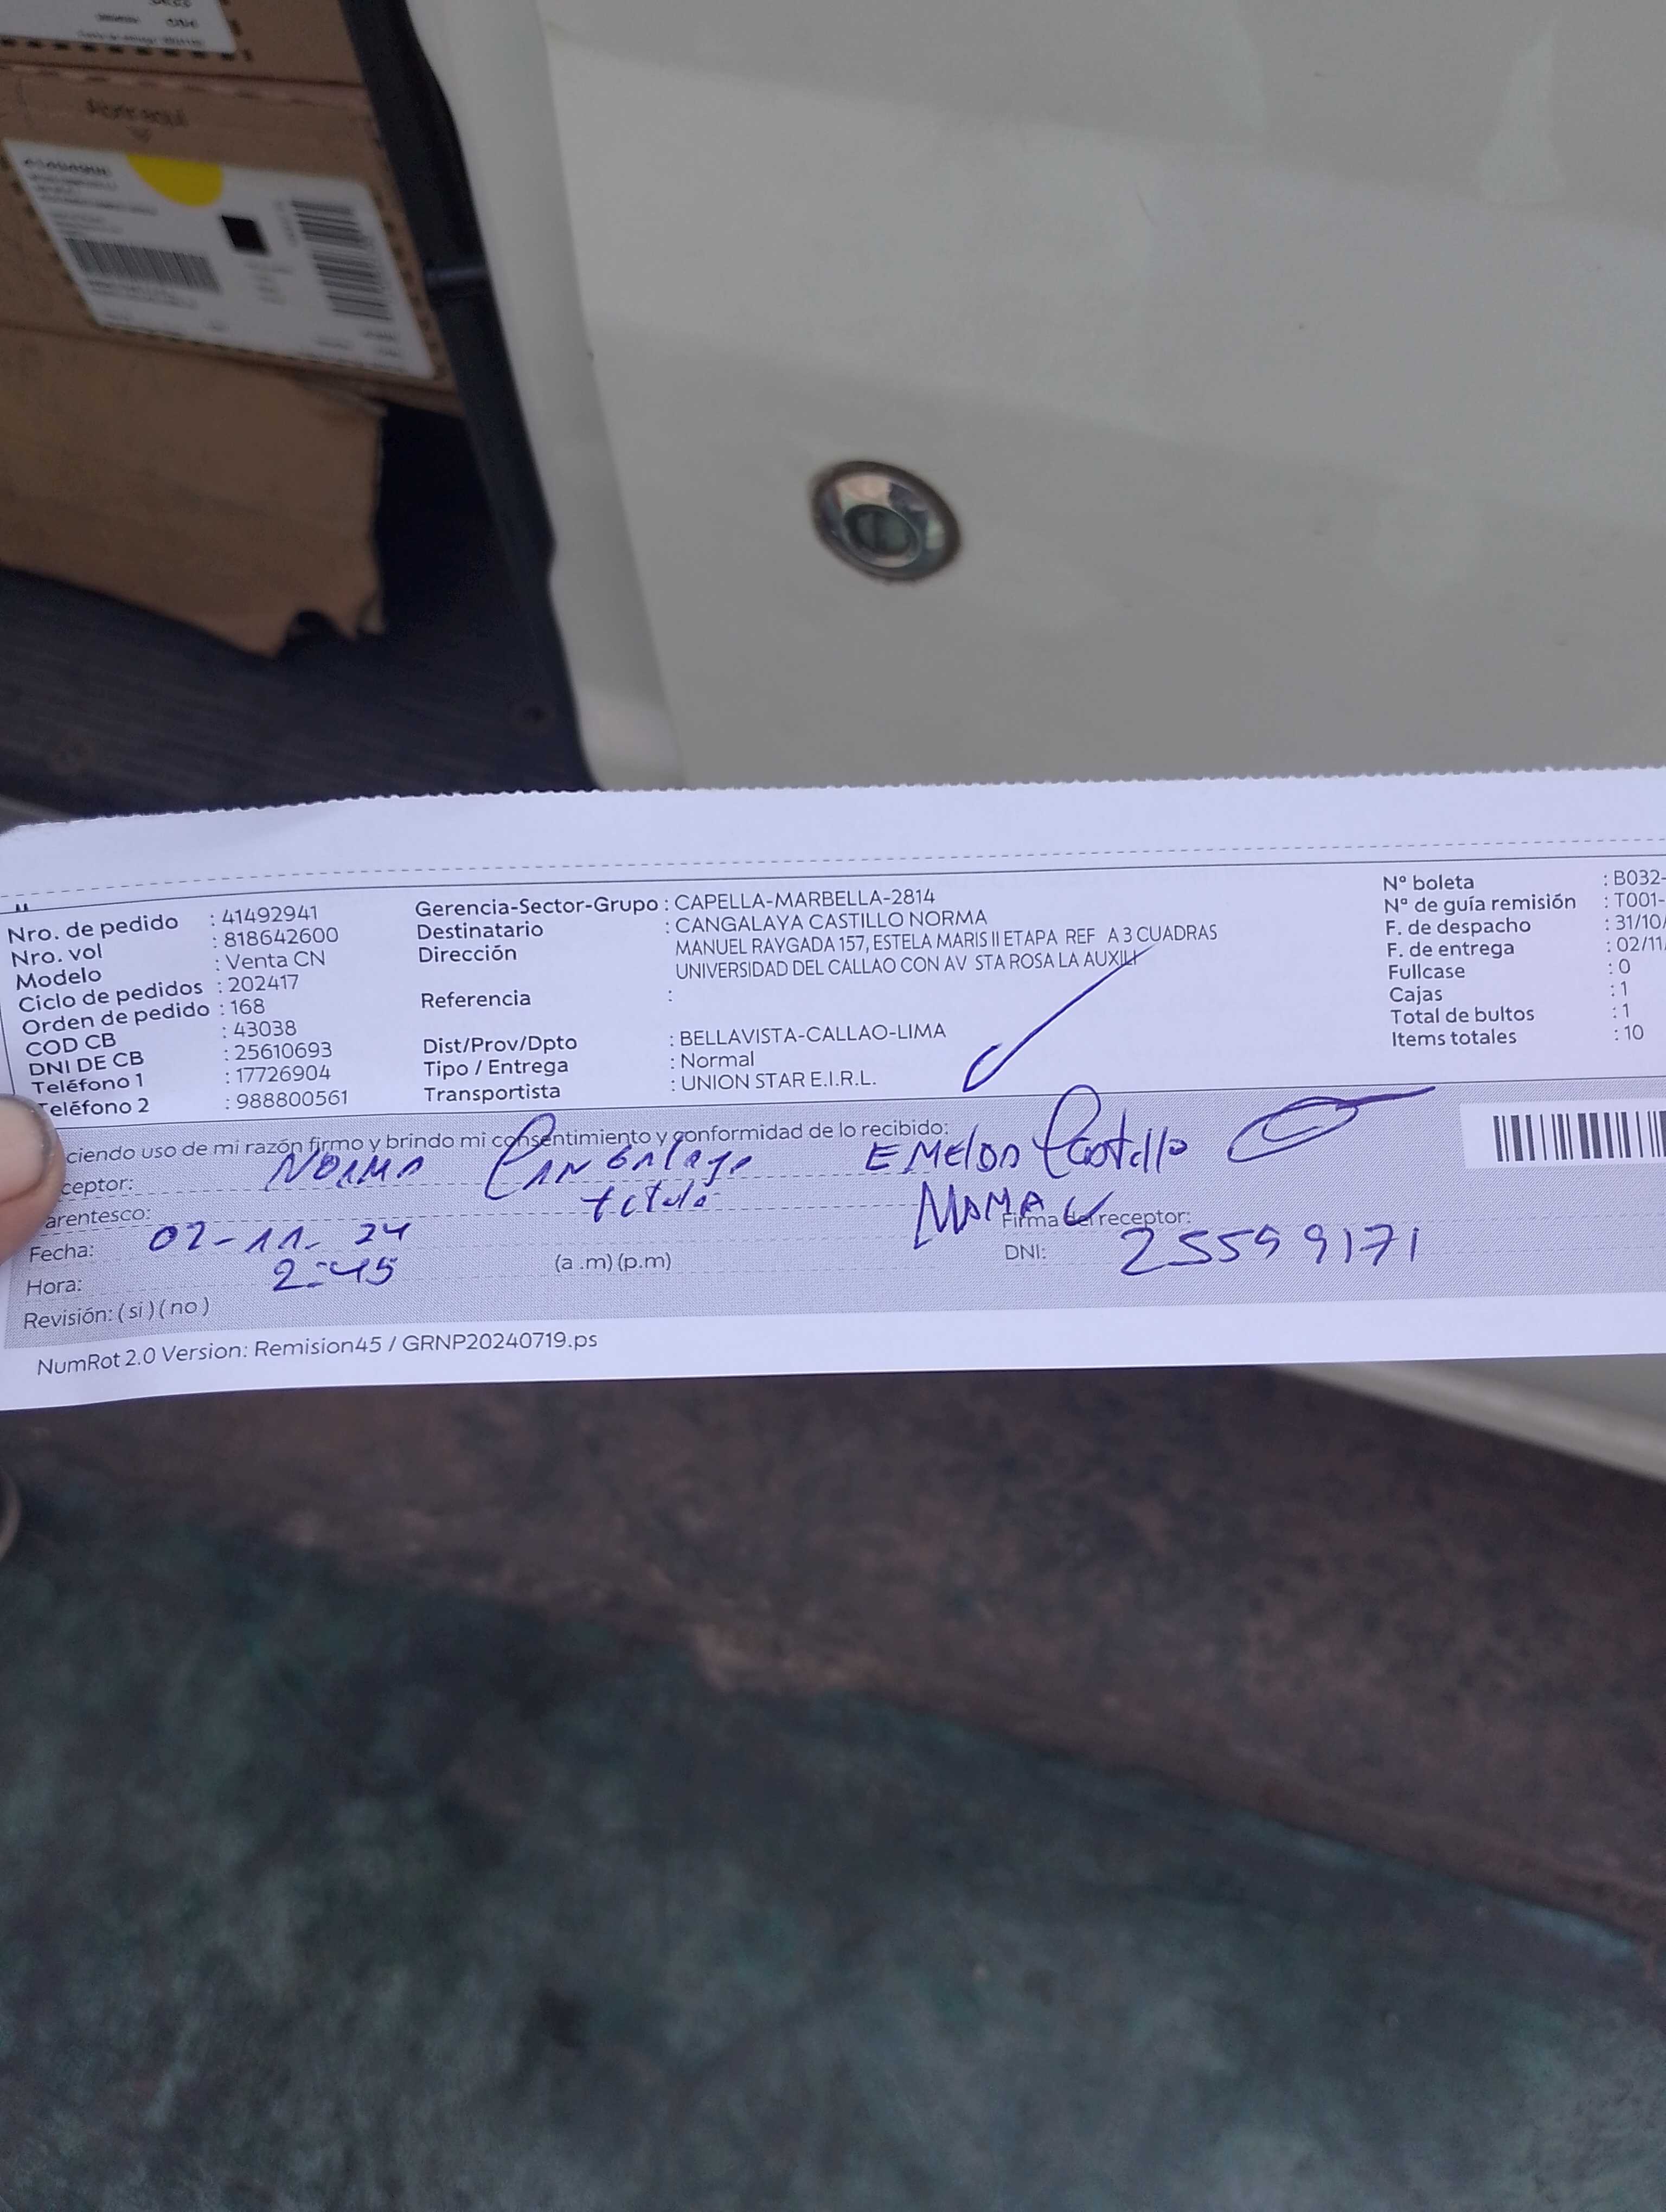 Abrir aquí
Nro. de pedido : 41492941
Nro. vol : 818642600
Modelo : Venta CN
Ciclo de pedidos : 202417
Orden de pedido : 168
COD CB : 43038
DNI DE CB : 25610693
Teléfono 1 : 17726904
Teléfono 2 : 988800561
Gerencia-Sector-Grupo : CAPELLA-MARBELLA-2814
Destinatario : CANGALAYA CASTILLO NORMA
Dirección MANUEL RAYGADA 157, ESTELA MARIS II ETAPA REF A 3 CUADRAS
UNIVERSIDAD DEL CALLAO CON AV STA ROSA LA AUXILI
Referencia :
Dist/Prov/Dpto : BELLAVISTA-CALLAO-LIMA
Tipo / Entrega : Normal
Transportista : UNION STAR E.I.R.L.
Nº boleta : B032-
Nº de guía remisión : T001-
F. de despacho : 31/10/
F. de entrega : 02/11/
Fullcase : 0
Cajas : 1
Total de bultos : 1
Items totales : 10
ciendo uso de mi razón firmo y brindo mi consentimiento y conformidad de lo recibido:
ceptor: NORMA Cangalaya Castillo
arentesco: titular MAMA
Firma del receptor:
Fecha: 02-11-24
Hora: 2:45 (a .m) (p.m)
DNI: 25599171
Revisión: ( si ) ( no )
NumRot 2.0 Version: Remision45 / GRNP20240719.ps